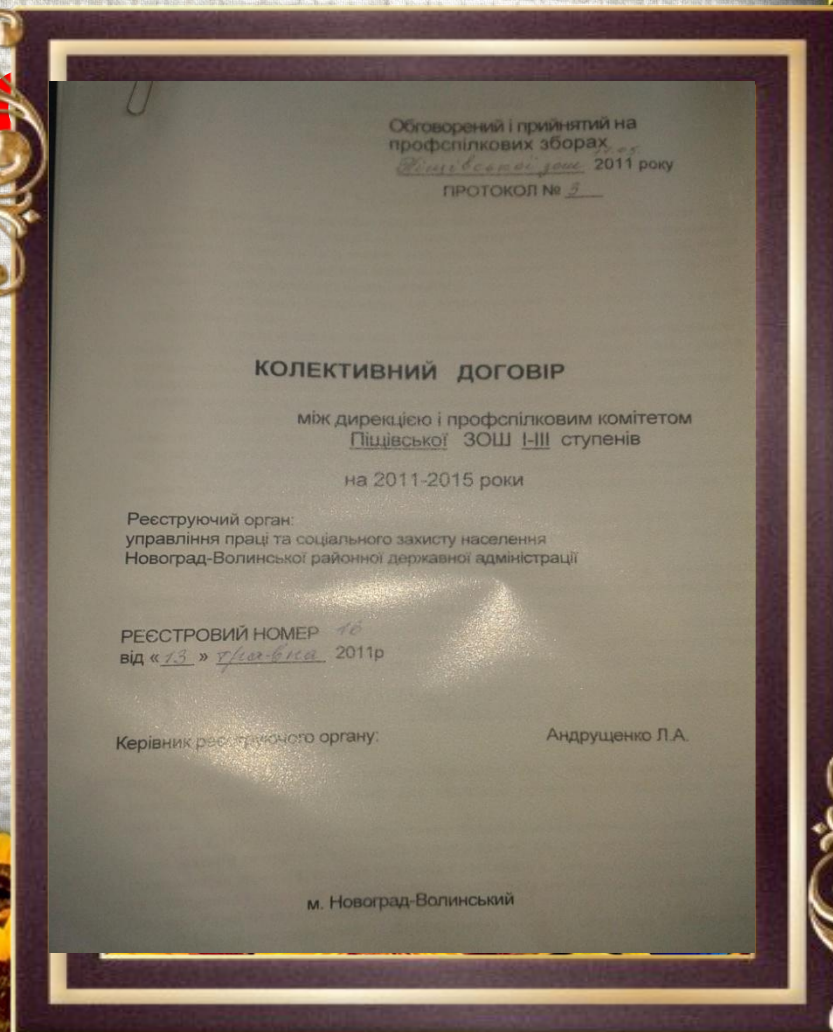 Обговорений і прийнятий на
профспілкових зборах
Піщівської зош 2011 року
ПРОТОКОЛ № 3
КОЛЕКТИВНИЙ ДОГОВІР
між дирекцією і профспілковим комітетом
Піщівської ЗОШ І-ІІІ ступенів
на 2011-2015 роки
Реєструючий орган:
управління праці та соціального захисту населення
Новоград-Волинської районної державної адміністрації
РЕЄСТРОВИЙ НОМЕР 16
від « 13 » травня 2011р
Керівник реєструючого органу:
Андрущенко Л.А.
м. Новоград-Волинський